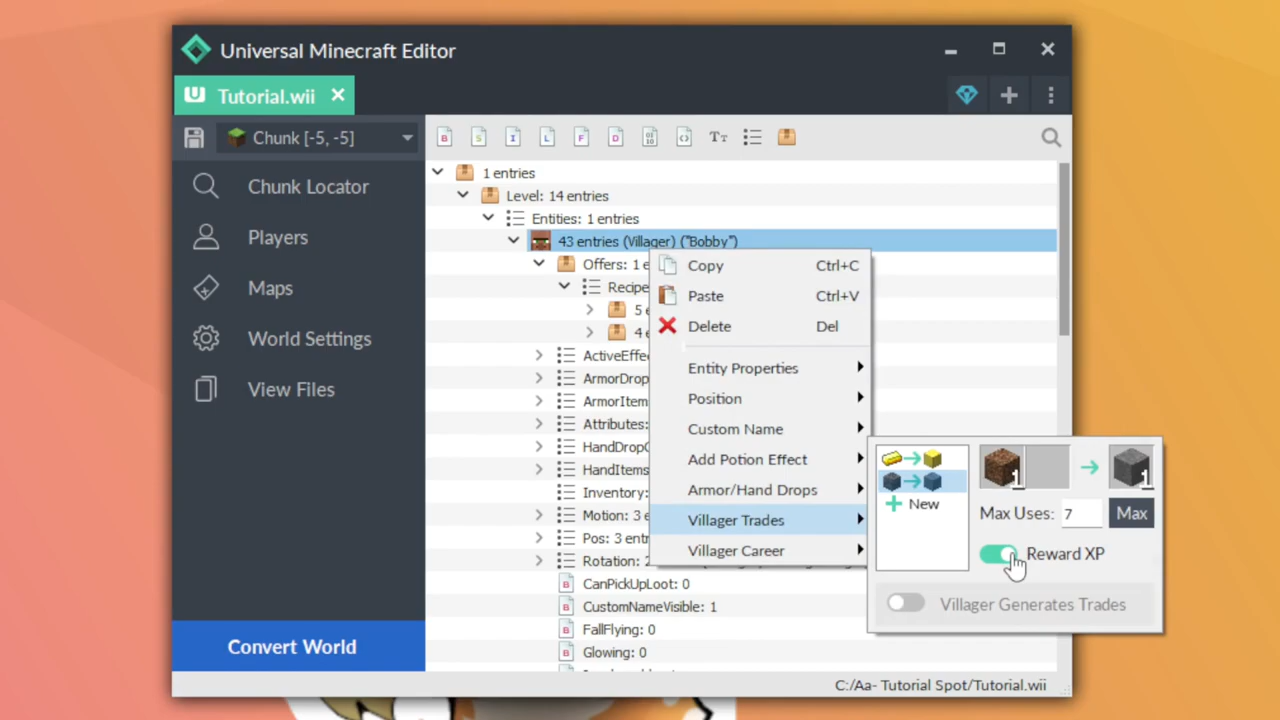 Universal Minecraft Editor
Tutorial.wii
Chunk [-5, -5]
Chunk Locator
Players
Maps
World Settings
View Files
Convert World
B S I L F D
Tт
1 entries
Level: 14 entries
Entities: 1 entries
43 entries (Villager) ("Bobby")
Offers: 1 e
Recipe
5 e
4 e
ActiveEffe
ArmorDrop
ArmorItem
Attributes:
HandDropC
HandItems
Inventory:
Motion: 3 e
Pos: 3 entr
Rotation: 2
B CanPickUpLoot: 0
B CustomNameVisible: 1
B FallFlying: 0
B Glowing: 0
Copy Ctrl+C
Paste Ctrl+V
Delete Del
Entity Properties
Position
Custom Name
Add Potion Effect
Armor/Hand Drops
Villager Trades
Villager Career
New
1 1
Max Uses: 7 Max
Reward XP
Villager Generates Trades
C:/Aa- Tutorial Spot/Tutorial.wii